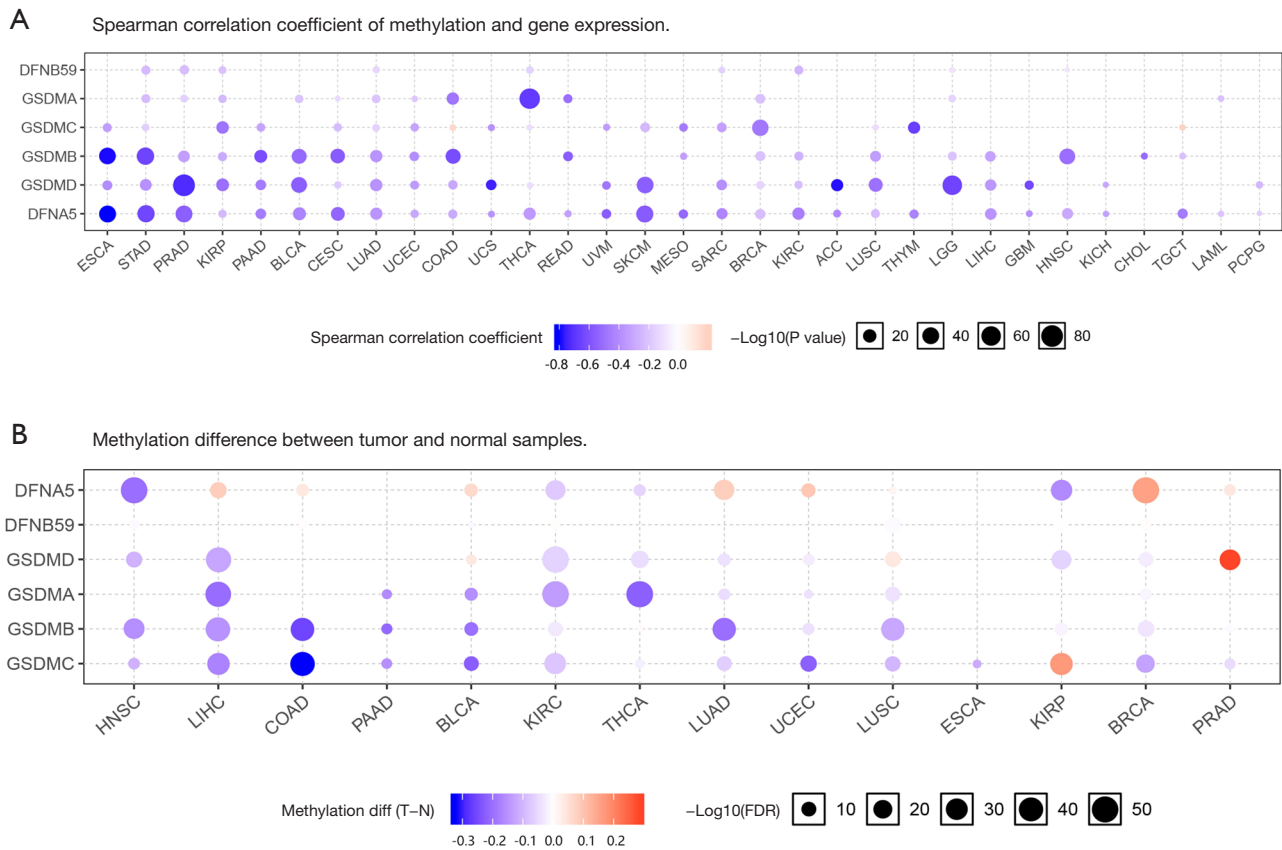 A
Spearman correlation coefficient of methylation and gene expression.
DFNB59
GSDMA
GSDMC
GSDMB
GSDMD
DFNA5
ESCA STAD PRAD KIRP PAAD BLCA CESC LUAD UCEC COAD UCS THCA READ UVM SKCM MESO SARC BRCA KIRC ACC LUSC THYM LGG LIHC GBM HNSC KICH CHOL TGCT LAML PCPG
Spearman correlation coefficient −Log10(P value) 20 40 60 80
-0.8 -0.6 -0.4 -0.2 0.0
B
Methylation difference between tumor and normal samples.
DFNA5
DFNB59
GSDMD
GSDMA
GSDMB
GSDMC
HNSC LIHC COAD PAAD BLCA KIRC THCA LUAD UCEC LUSC ESCA KIRP BRCA PRAD
Methylation diff (T−N) −Log10(FDR) 10 20 30 40 50
-0.3 -0.2 -0.1 0.0 0.1 0.2